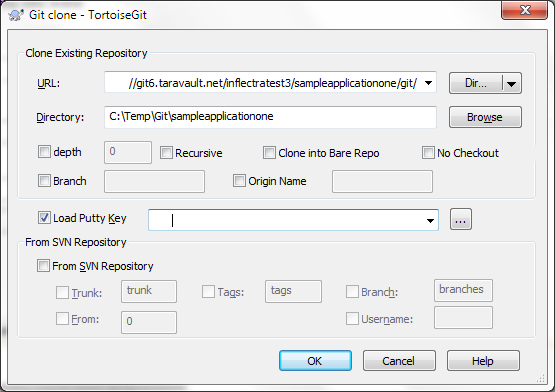 Git clone - TortoiseGit
Clone Existing Repository
URL: //git6.taravault.net/inflectratest3/sampleapplicationone/git/ Dir...
Directory: C:\Temp\Git\sampleapplicationone Browse
depth 0 Recursive Clone into Bare Repo No Checkout
Branch Origin Name
Load Putty Key ...
From SVN Repository
From SVN Repository
Trunk: trunk Tags: tags Branch: branches
From: 0 Username:
OK Cancel Help